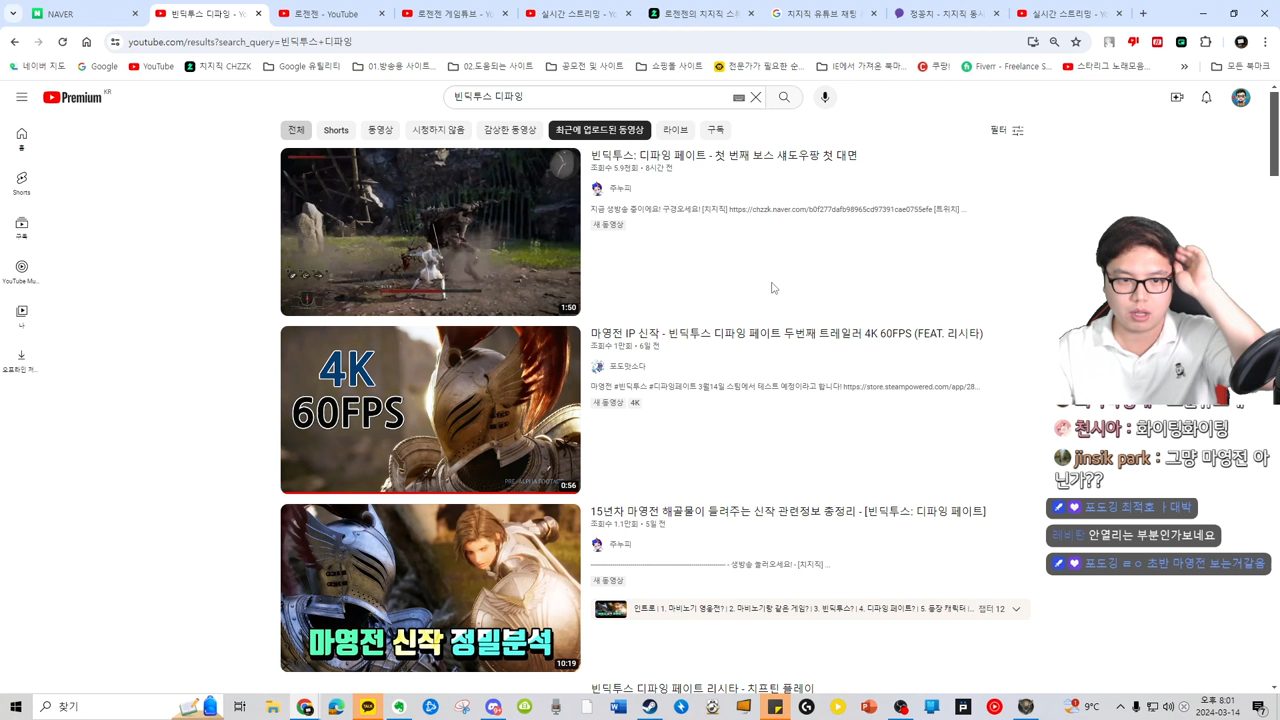 NAVER
빈딕투스 디파잉 - Yo
로젠전 - YouTube
로젠젠 게임튜브 - Yo
실시간 스트리밍 - Yo
로젠전의 치지직 스
치지직 유튜브 채팅
정꽁지 - 치지직 동시
실시간 스트리밍 - Yo
youtube.com/results?search_query=빈딕투스+디파잉
네이버 지도
Google
YouTube
치지직 CHZZK
Google 유틸리티
01.방송용 사이트...
02.도움되는 사이트
모전 및 사이트
쇼핑몰 사이트
전문가가 필요한 순...
IE에서 가져온 북마...
쿠팡!
Fiverr - Freelance S...
스타리그 노래모음...
모든 북마크
Premium KR
빈딕투스 디파잉
전체
Shorts
동영상
시청하지 않음
감상한 동영상
최근에 업로드된 동영상
라이브
구독
필터
홈
Shorts
구독
YouTube Mu...
나
오프라인 저...
빈딕투스: 디파잉 페이트 - 첫 번째 보스 섀도우팡 첫 대면
조회수 5.9천회 • 8시간 전
주누피
지금 생방송 중이에요! 구경오세요! [치지직] https://chzzk.naver.com/b0f277dafb98965cd97391cae0755efe [트위치] ...
새 동영상
1:50
마영전 IP 신작 - 빈딕투스 디파잉 페이트 두번째 트레일러 4K 60FPS (FEAT. 리시타)
조회수 1만회 • 6일 전
포도맛소다
마영전 #빈딕투스 #디파잉페이트 3월14일 스팀에서 테스트 예정이라고 합니다! https://store.steampowered.com/app/28...
새 동영상 4K
4K
60FPS
PRE-ALPHA FOOTAGE
0:56
15년차 마영전 해골물이 들려주는 신작 관련정보.총정리 - [빈딕투스: 디파잉 페이트]
조회수 1.1만회 • 5일 전
주누피
- 생방송 놀러오세요! - [치지직] ...
새 동영상
인트로 | 1. 마비노기 영웅전? | 2. 마비노기랑 같은 게임? | 3. 빈딕투스? | 4. 디파잉 페이트? | 5. 등장 캐릭터 |... 챕터 12
마영전 신작 정밀분석
10:19
빈딕투스 디파잉 페이트 리시타 - 치프틴 플레이
천시아 : 화이팅화이팅
jinsik park : 그냥 마영전 아
닌가??
포도깅 최적호 ㅏ대박
레비틴 안열리는 부분인가보네요
포도깅 ㄹㅇ 초반 마영전 보는거같음
찾기
9°C
오후 8:01
2024-03-14